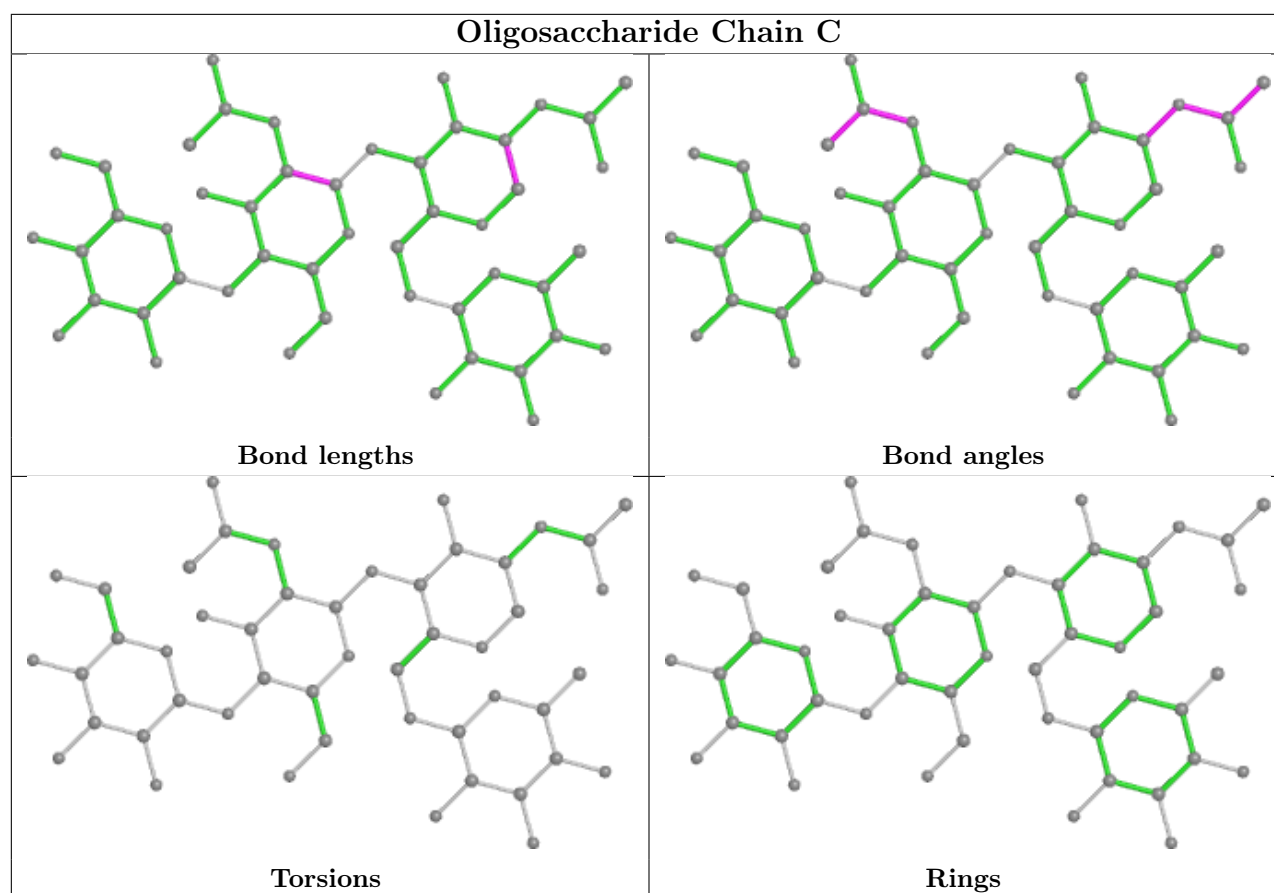 Oligosaccharide Chain C
Bond lengths
Bond angles
Torsions
Rings